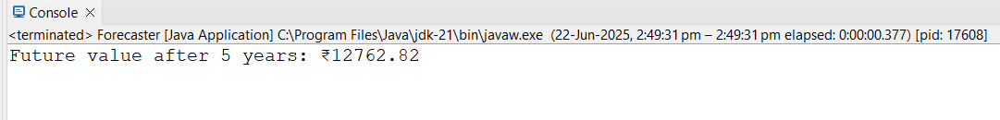 Console
<terminated> Forecaster [Java Application] C:\Program Files\Java\jdk-21\bin\javaw.exe (22-Jun-2025, 2:49:31 pm – 2:49:31 pm elapsed: 0:00:00.377) [pid: 17608]
Future value after 5 years: ₹12762.82